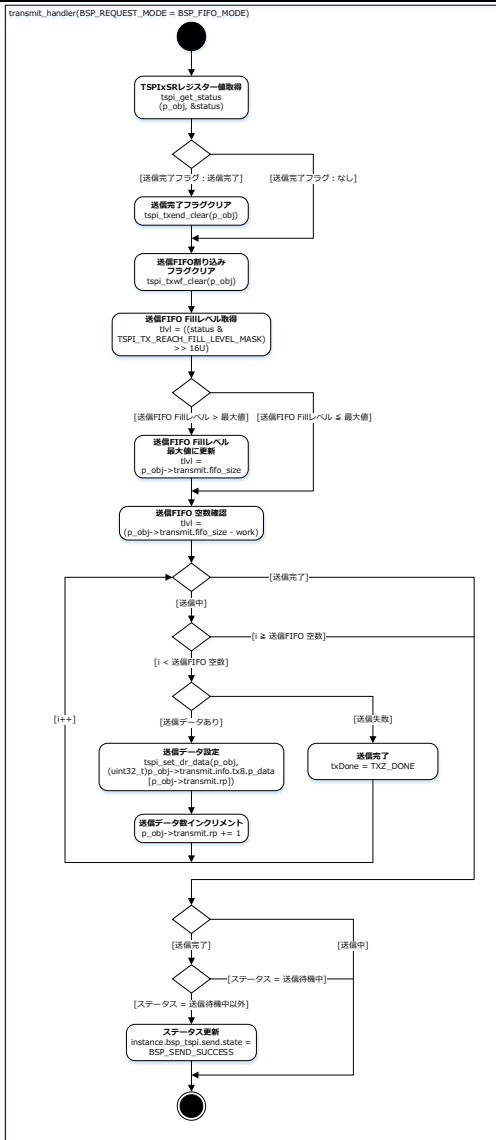 transmit_handler(BSP_REQUEST_MODE = BSP_FIFO_MODE)
TSPIxSRレジスター値取得
tspi_get_status
(p_obj, &status)
[送信完了フラグ：送信完了]
[送信完了フラグ：なし]
送信完了フラグクリア
tspi_txend_clear(p_obj)
送信FIFO割り込み
フラグクリア
tspi_txwf_clear(p_obj)
送信FIFO Fillレベル取得
tlvl = ((status &
TSPI_TX_REACH_FILL_LEVEL_MASK)
>> 16U)
[送信FIFO Fillレベル > 最大値]
[送信FIFO Fillレベル ≦ 最大値]
送信FIFO Fillレベル
最大値に更新
tlvl =
p_obj->transmit.fifo_size
送信FIFO 空数確認
tlvl =
(p_obj->transmit.fifo_size - work)
[送信完了]
[送信中]
[i ≧ 送信FIFO 空数]
[i < 送信FIFO 空数]
[i++]
[送信データあり]
[送信失敗]
送信データ設定
tspi_set_dr_data(p_obj,
(uint32_t)p_obj->transmit.info.tx8.p_data
[p_obj->transmit.rp])
送信完了
txDone = TXZ_DONE
送信データ数インクリメント
p_obj->transmit.rp += 1
[送信完了]
[送信中]
[ステータス = 送信待機中]
[ステータス = 送信待機中以外]
ステータス更新
instance.bsp_tspi.send.state =
BSP_SEND_SUCCESS